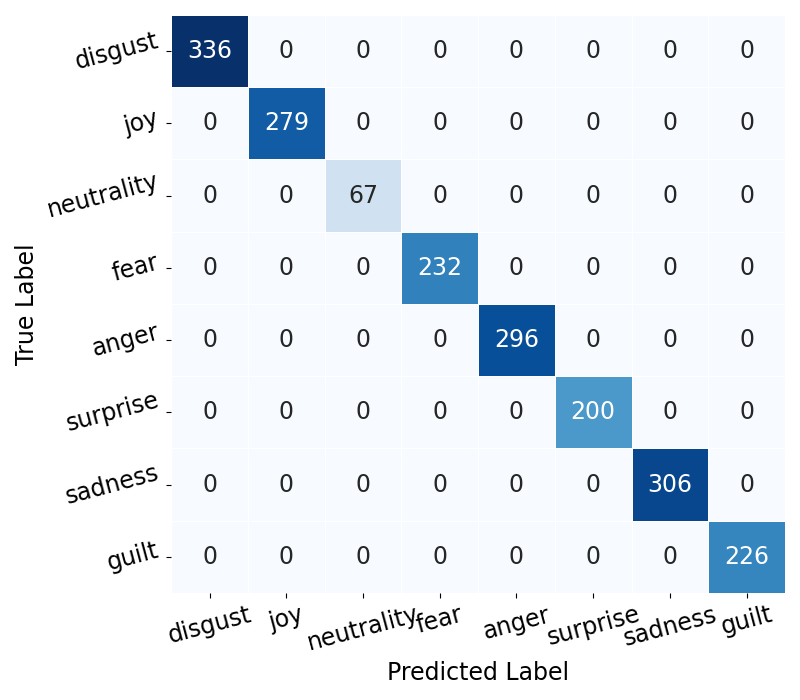 disgust 336 0 0 0 0 0 0 0
joy 0 279 0 0 0 0 0 0
neutrality 0 0 67 0 0 0 0 0
fear 0 0 0 232 0 0 0 0
anger 0 0 0 0 296 0 0 0
surprise 0 0 0 0 0 200 0 0
sadness 0 0 0 0 0 0 306 0
guilt 0 0 0 0 0 0 0 226
True Label
disgust joy neutrality fear anger surprise sadness guilt
Predicted Label